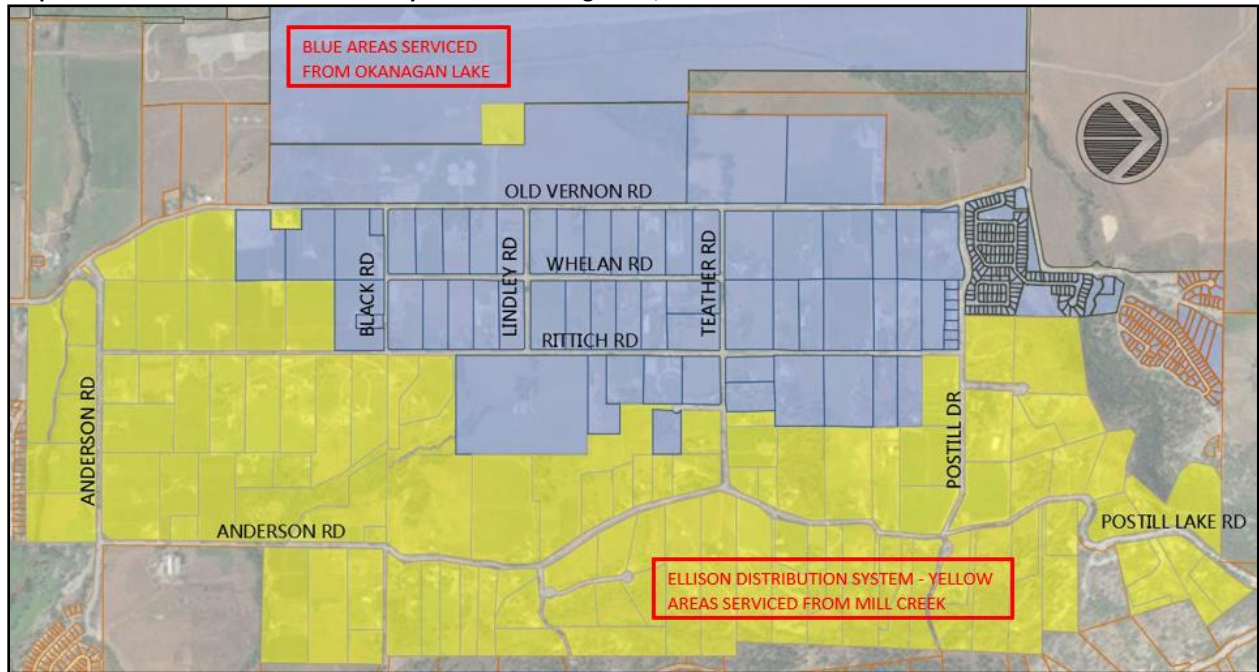 BLUE AREAS SERVICED
FROM OKANAGAN LAKE
OLD VERNON RD
BLACK RD
LINDLEY RD
WHELAN RD
TEATHER RD
RITTICH RD
ANDERSON RD
POSTILL DR
ANDERSON RD
POSTILL LAKE RD
ELLISON DISTRIBUTION SYSTEM - YELLOW
AREAS SERVICED FROM MILL CREEK